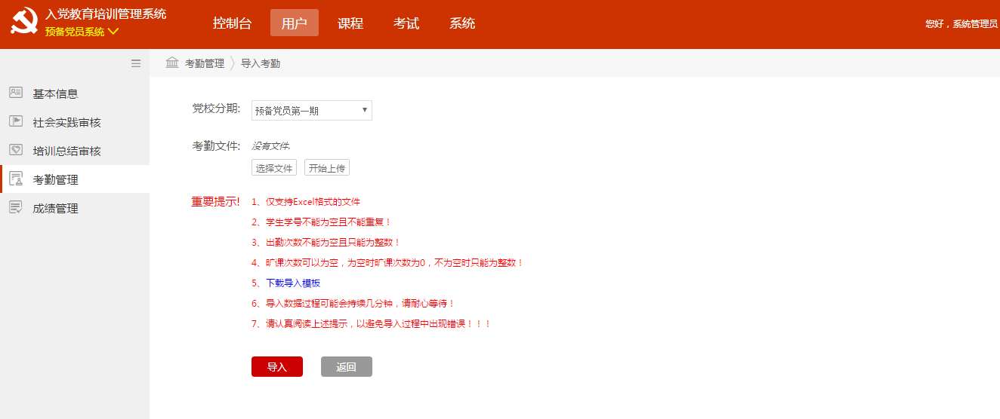 入党教育培训管理系统
预备党员系统
控制台 用户 课程 考试 系统
您好，系统管理员
考勤管理 导入考勤
基本信息
社会实践审核
培训总结审核
考勤管理
成绩管理
党校分期: 预备党员第一期
考勤文件: 没有文件.
选择文件 开始上传
重要提示! 1、仅支持Excel格式的文件
2、学生学号不能为空且不能重复！
3、出勤次数不能为空且只能为整数！
4、旷课次数可以为空，为空时旷课次数为0，不为空时只能为整数！
5、下载导入模板
6、导入数据过程可能会持续几分钟，请耐心等待！
7、请认真阅读上述提示，以避免导入过程中出现错误！！！
导入 返回